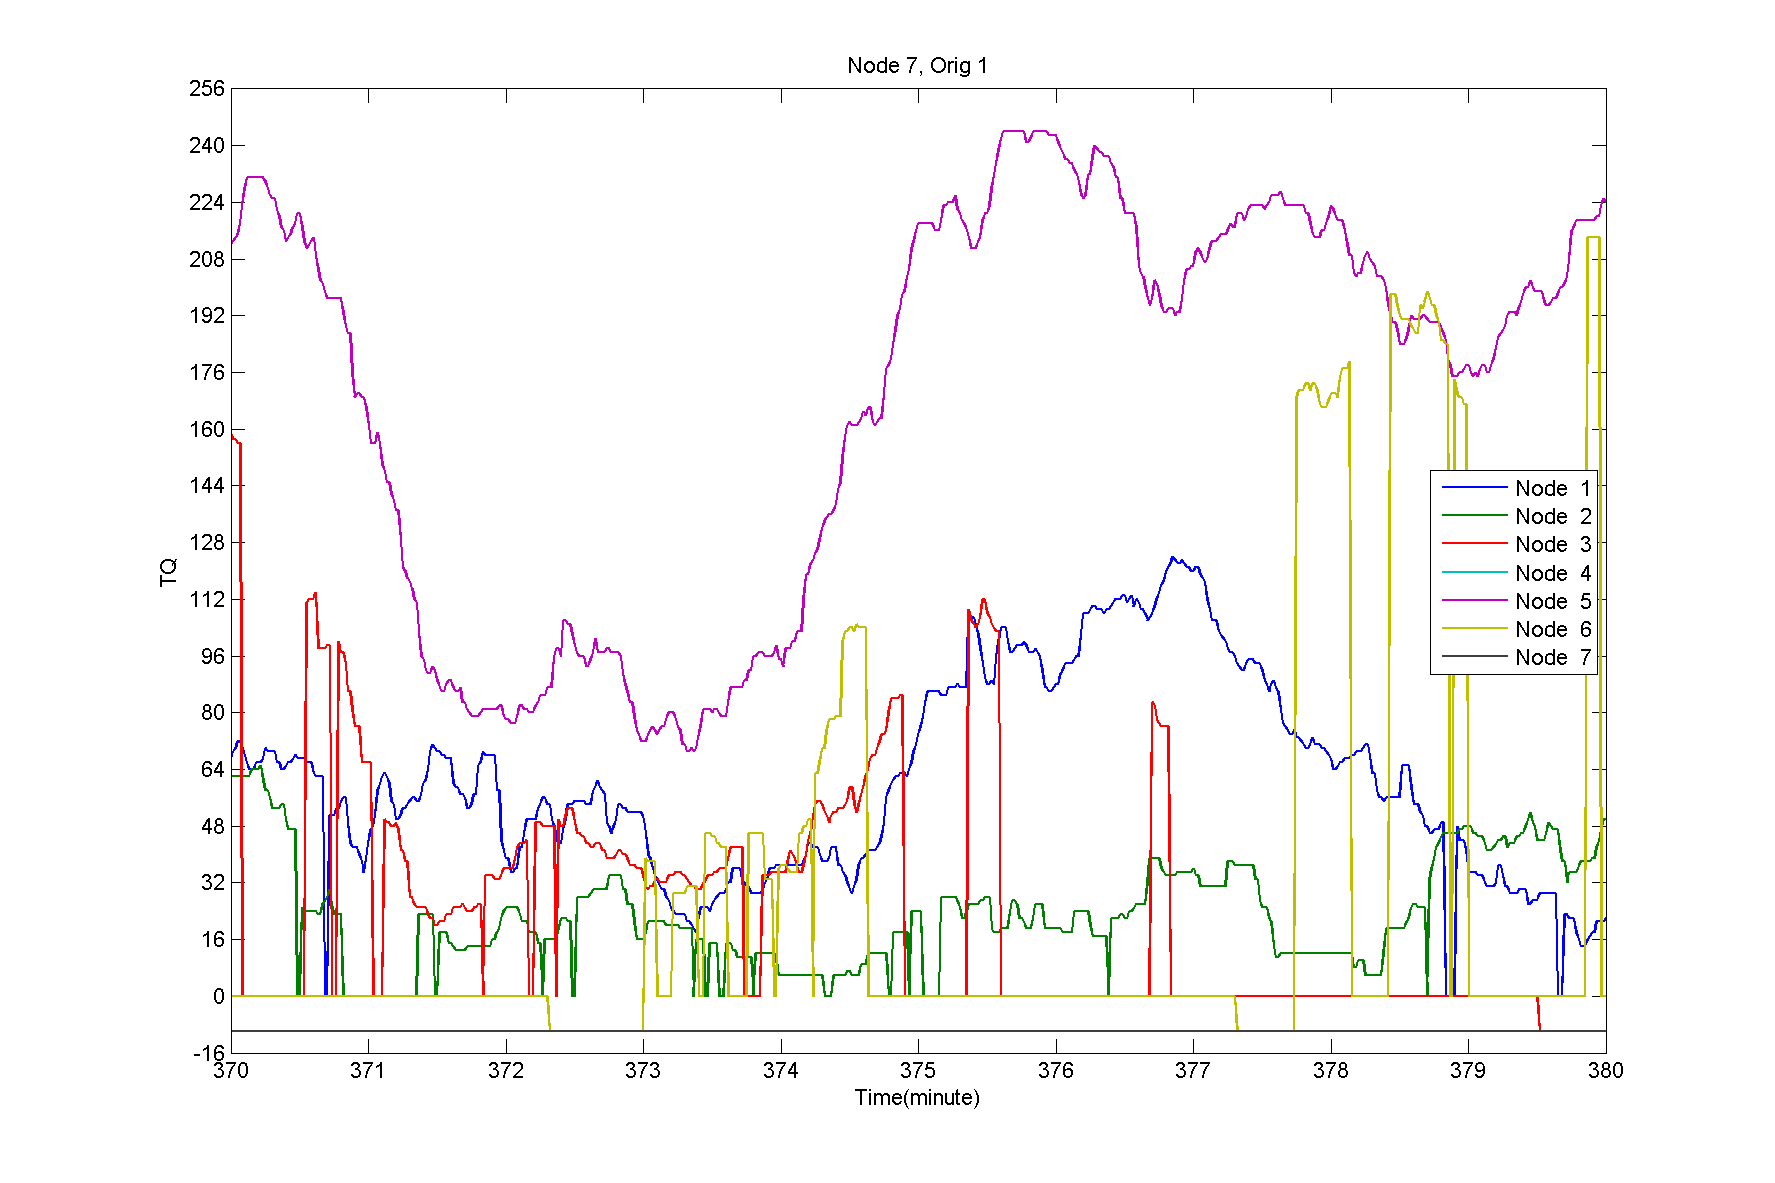 Node 7, Orig 1
256
240
224
208
192
176
160
144
128
112
96
80
64
48
32
16
0
-16
TQ
Node 1
Node 2
Node 3
Node 4
Node 5
Node 6
Node 7
370 371 372 373 374 375 376 377 378 379 380
Time(minute)